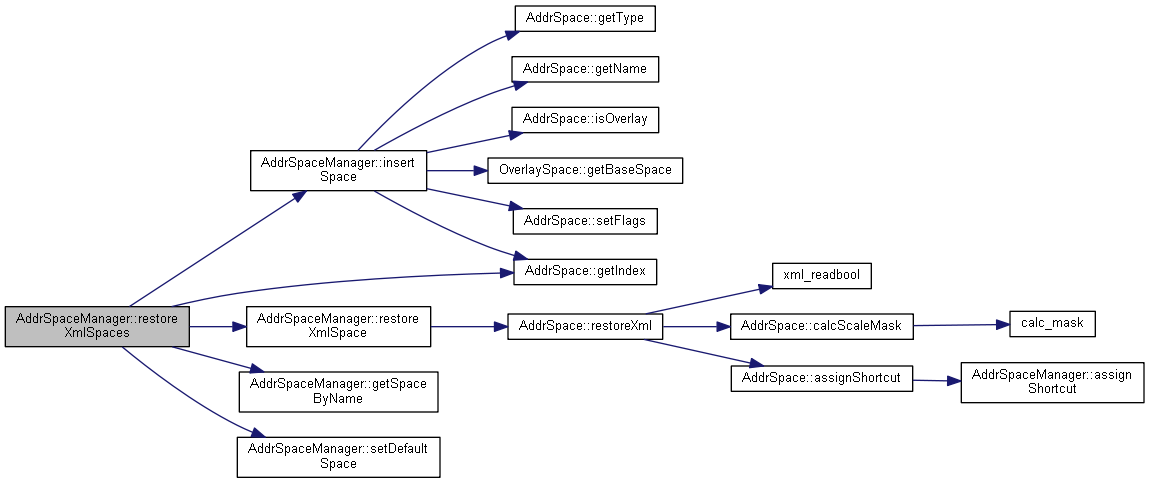 AddrSpace::getType
AddrSpace::getName
AddrSpace::isOverlay
AddrSpaceManager::insert
Space
OverlaySpace::getBaseSpace
AddrSpace::setFlags
AddrSpace::getIndex
xml_readbool
AddrSpaceManager::restore
XmlSpaces
AddrSpaceManager::restore
XmlSpace
AddrSpace::restoreXml
AddrSpace::calcScaleMask
calc_mask
AddrSpace::assignShortcut
AddrSpaceManager::assign
Shortcut
AddrSpaceManager::getSpace
ByName
AddrSpaceManager::setDefault
Space